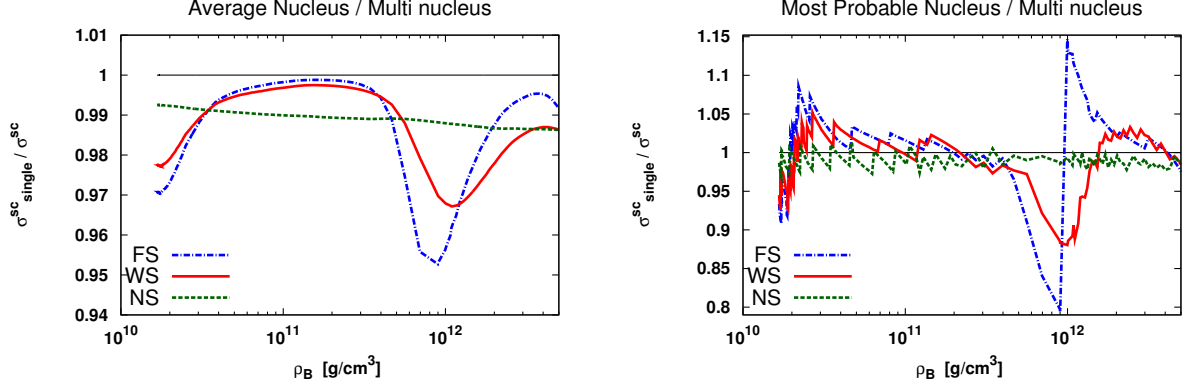 Average Nucleus / Multi nucleus
1.01
1
0.99
0.98
0.97
0.96
0.95
0.94
σ^sc_single / σ^sc
FS
WS
NS
10^10
10^11
10^12
ρ_B [g/cm^3]
Most Probable Nucleus / Multi nucleus
1.15
1.1
1.05
1
0.95
0.9
0.85
0.8
σ^sc_single / σ^sc
FS
WS
NS
10^10
10^11
10^12
ρ_B [g/cm^3]